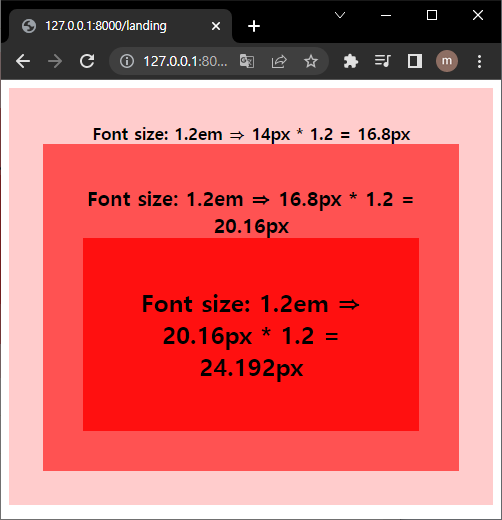 127.0.0.1:8000/landing
127.0.0.1:80...
m
Font size: 1.2em ⇒ 14px * 1.2 = 16.8px
Font size: 1.2em ⇒ 16.8px * 1.2 =
20.16px
Font size: 1.2em ⇒
20.16px * 1.2 =
24.192px